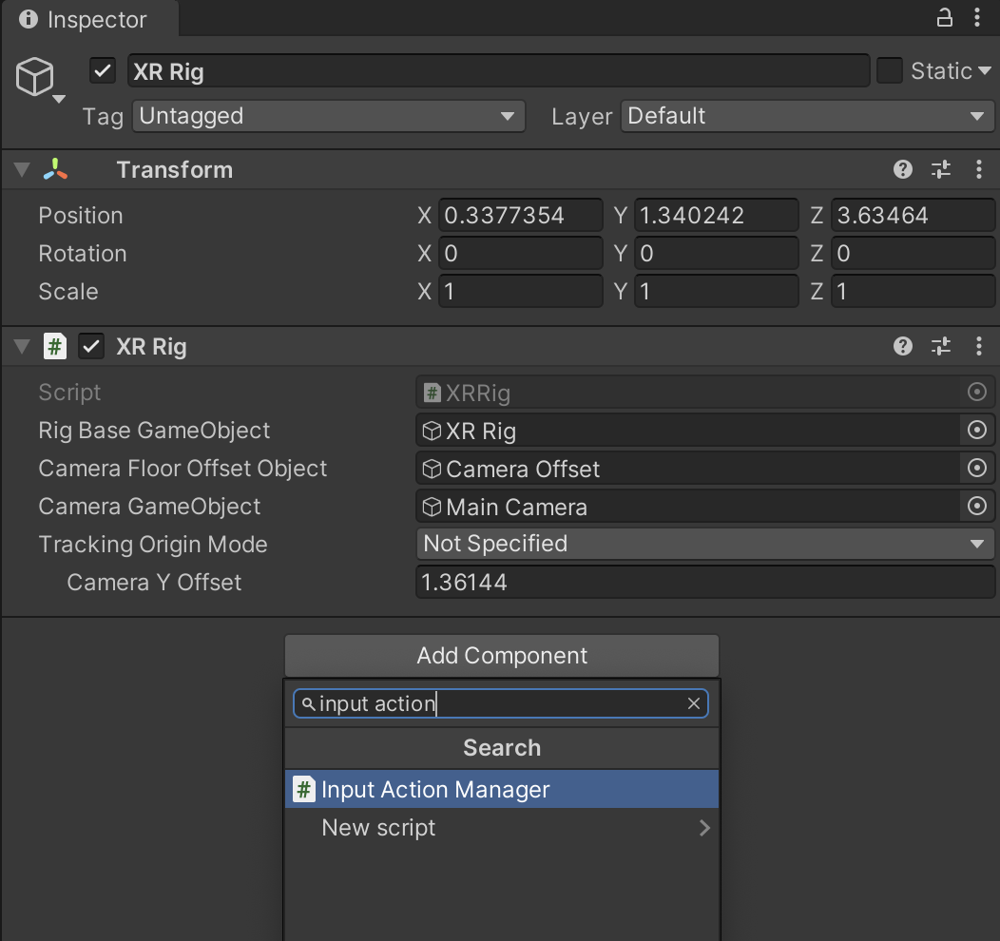 Inspector
XR Rig Static
Tag Untagged Layer Default
Transform
Position X 0.3377354 Y 1.340242 Z 3.63464
Rotation X 0 Y 0 Z 0
Scale X 1 Y 1 Z 1
# XR Rig
Script # XRRig
Rig Base GameObject XR Rig
Camera Floor Offset Object Camera Offset
Camera GameObject Main Camera
Tracking Origin Mode Not Specified
Camera Y Offset 1.36144
Add Component
input action
Search
# Input Action Manager
New script